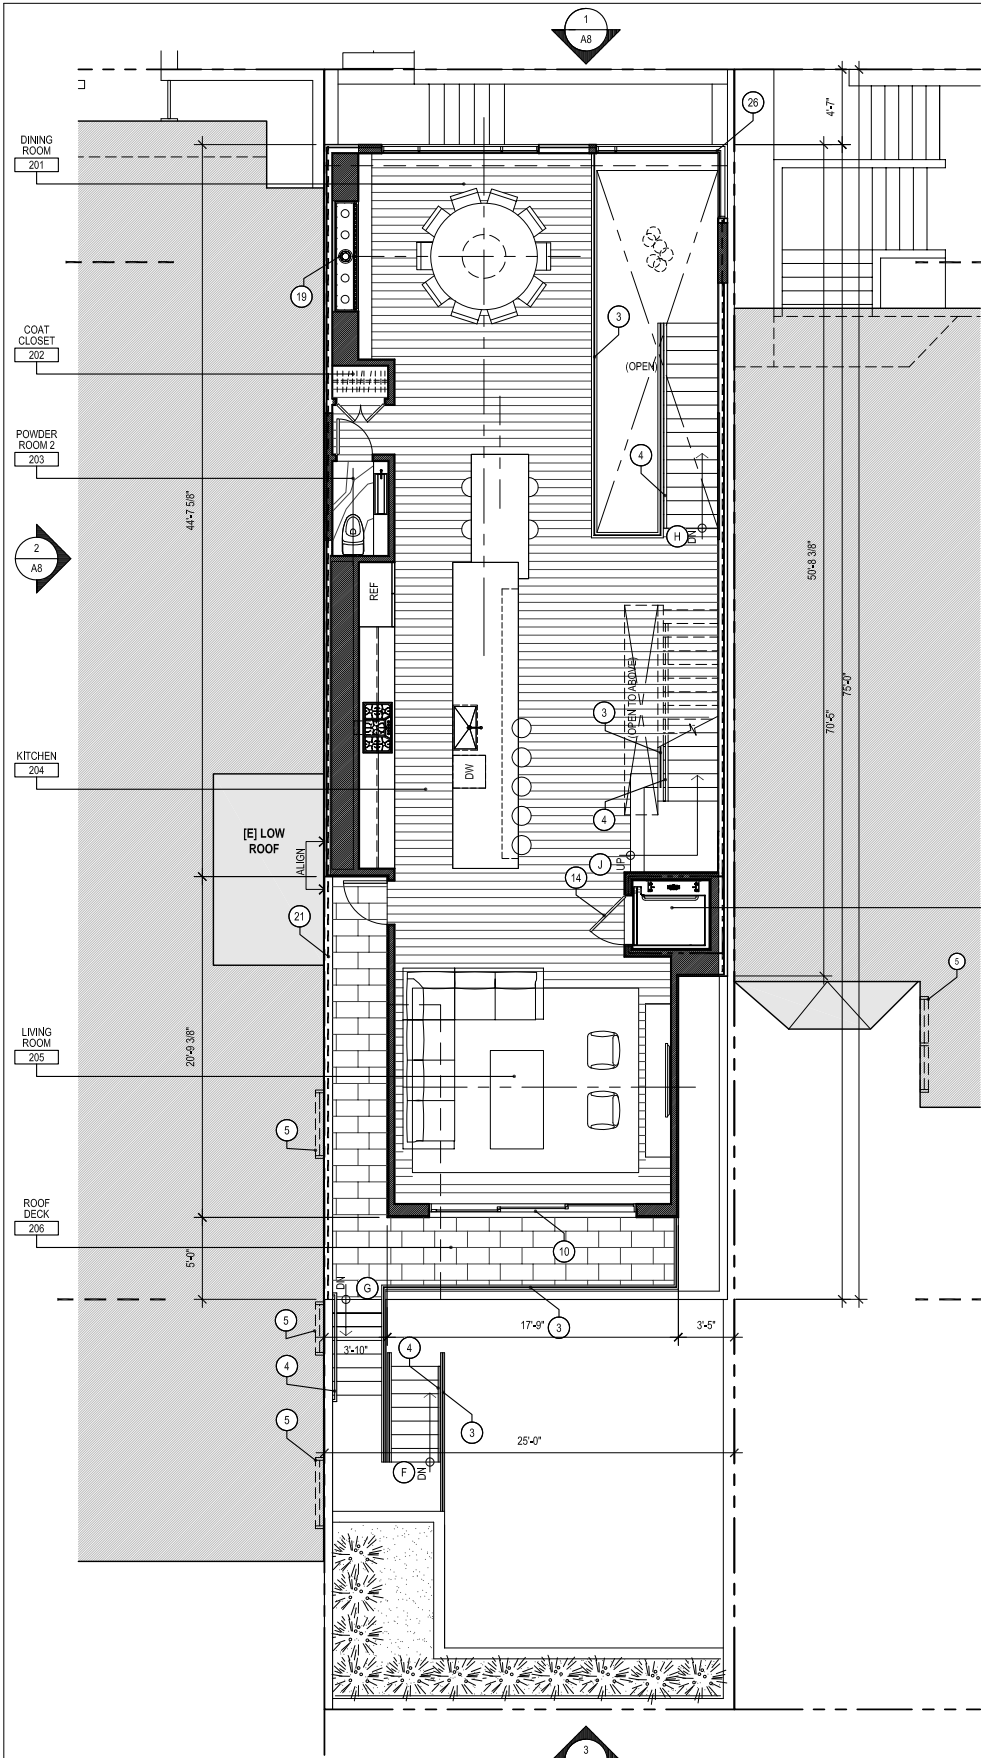 1
A8
26
4'-7"
DINING
ROOM
201
19
3
COAT
CLOSET
202
(OPEN)
POWDER
ROOM 2
203
4
44'-7 5/8"
H
DN
2
A8
50'-8 3/8"
REF
(OPEN TO ABOVE)
75'-0"
3
70'-5"
KITCHEN
204
DW
4
[E] LOW
ROOF
ALIGN
J
UP
14
21
5
LIVING
ROOM
205
20'-9 3/8"
5
ROOF
DECK
206
10
5'-0"
DN
G
5
17'-9"
3
3'-5"
3'-10"
4
4
5
3
25'-0"
F
DN
3